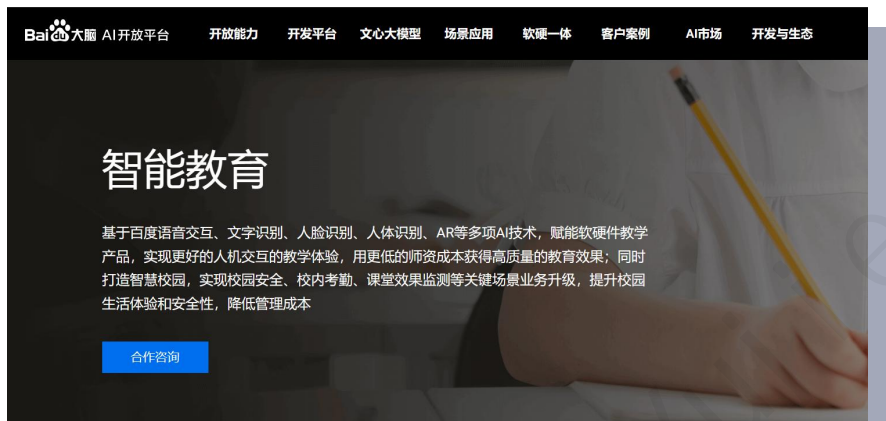 Bai du 大脑 AI开放平台 开放能力 开发平台 文心大模型 场景应用 软硬一体 客户案例 AI市场 开发与生态
智能教育
基于百度语音交互、文字识别、人脸识别、人体识别、AR等多项AI技术，赋能软硬件教学
产品，实现更好的人机交互的教学体验，用更低的师资成本获得高质量的教育效果；同时
打造智慧校园，实现校园安全、校内考勤、课堂效果监测等关键场景业务升级，提升校园
生活体验和安全性，降低管理成本
合作咨询